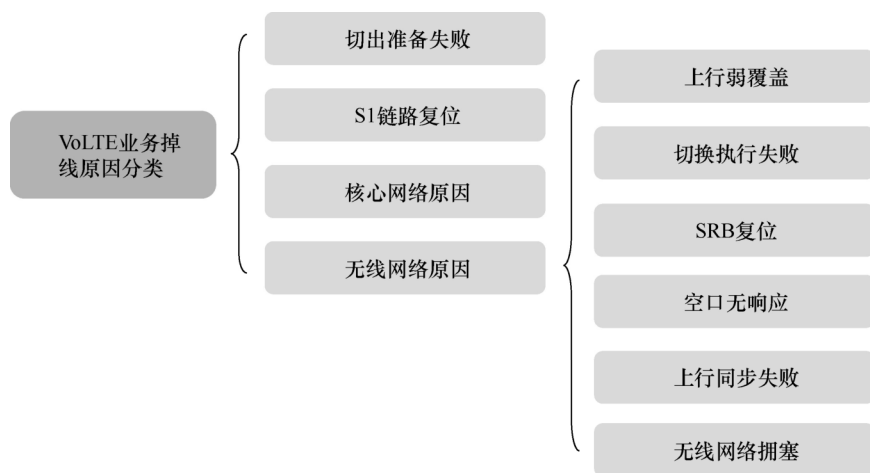 VoLTE业务掉
线原因分类
切出准备失败
S1链路复位
核心网络原因
无线网络原因
上行弱覆盖
切换执行失败
SRB复位
空口无响应
上行同步失败
无线网络拥塞